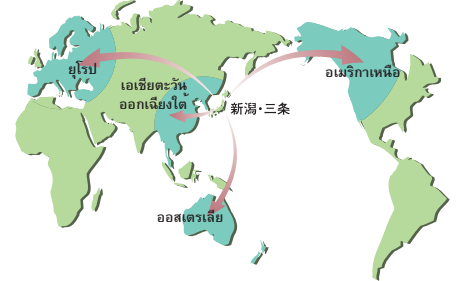 ยุโรป
อเมริกาเหนือ
เอเชียตะวัน
ออกเฉียงใต้
新潟・三条
ออสเตรเลีย